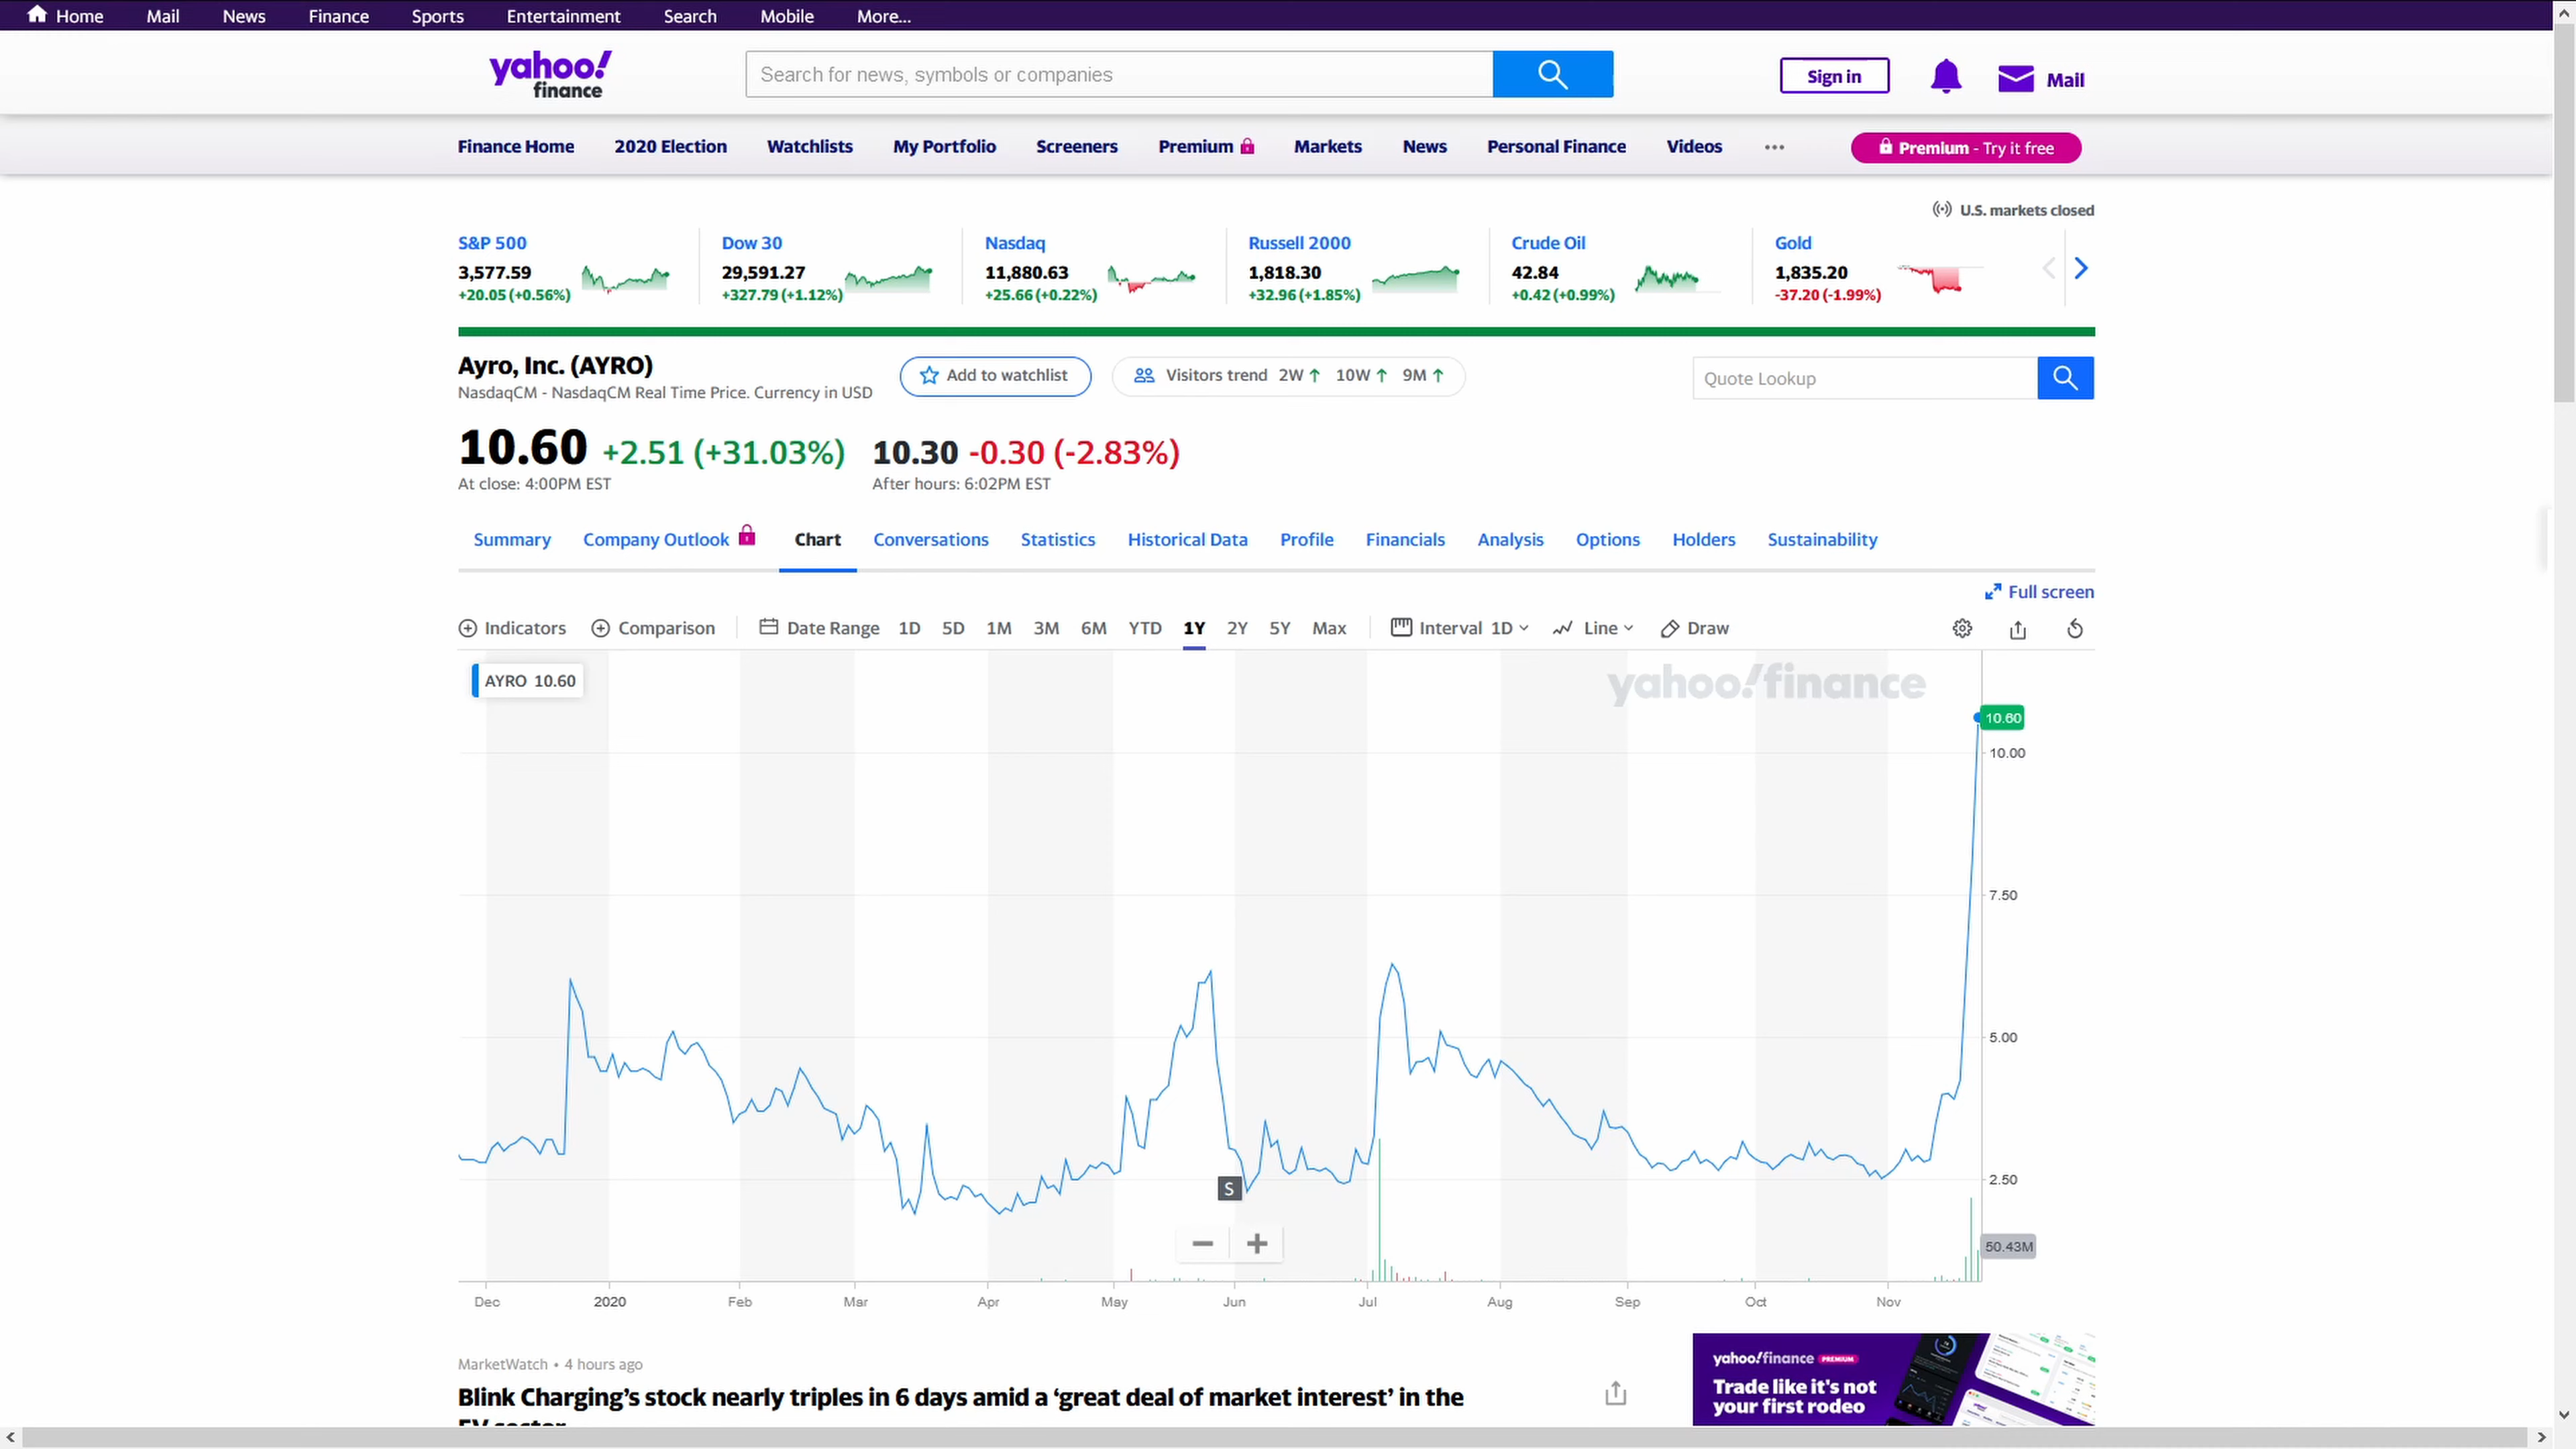 Home Mail News Finance Sports Entertainment Search Mobile More...
yahoo! finance
Search for news, symbols or companies
Sign in
Mail
Finance Home 2020 Election Watchlists My Portfolio Screeners Premium Markets News Personal Finance Videos ••• Premium - Try it free
U.S. markets closed
S&P 500 Dow 30 Nasdaq Russell 2000 Crude Oil Gold
3,577.59 29,591.27 11,880.63 1,818.30 42.84 1,835.20
+20.05 (+0.56%) +327.79 (+1.12%) +25.66 (+0.22%) +32.96 (+1.85%) +0.42 (+0.99%) -37.20 (-1.99%)
Ayro, Inc. (AYRO)
NasdaqCM - NasdaqCM Real Time Price. Currency in USD
Add to watchlist
Visitors trend 2W↑ 10W↑ 9M↑
Quote Lookup
10.60 +2.51 (+31.03%) 10.30 -0.30 (-2.83%)
At close: 4:00PM EST After hours: 6:02PM EST
Summary Company Outlook Chart Conversations Statistics Historical Data Profile Financials Analysis Options Holders Sustainability
Full screen
Indicators Comparison Date Range 1D 5D 1M 3M 6M YTD 1Y 2Y 5Y Max Interval 1D Line Draw
AYRO 10.60
yahoo!finance
10.60
10.00
7.50
5.00
2.50
S
50.43M
Dec 2020 Feb Mar Apr May Jun Jul Aug Sep Oct Nov
MarketWatch • 4 hours ago
Blink Charging's stock nearly triples in 6 days amid a 'great deal of market interest' in the
EV sector
yahoo!finance PREMIUM
Trade like it's not
your first rodeo